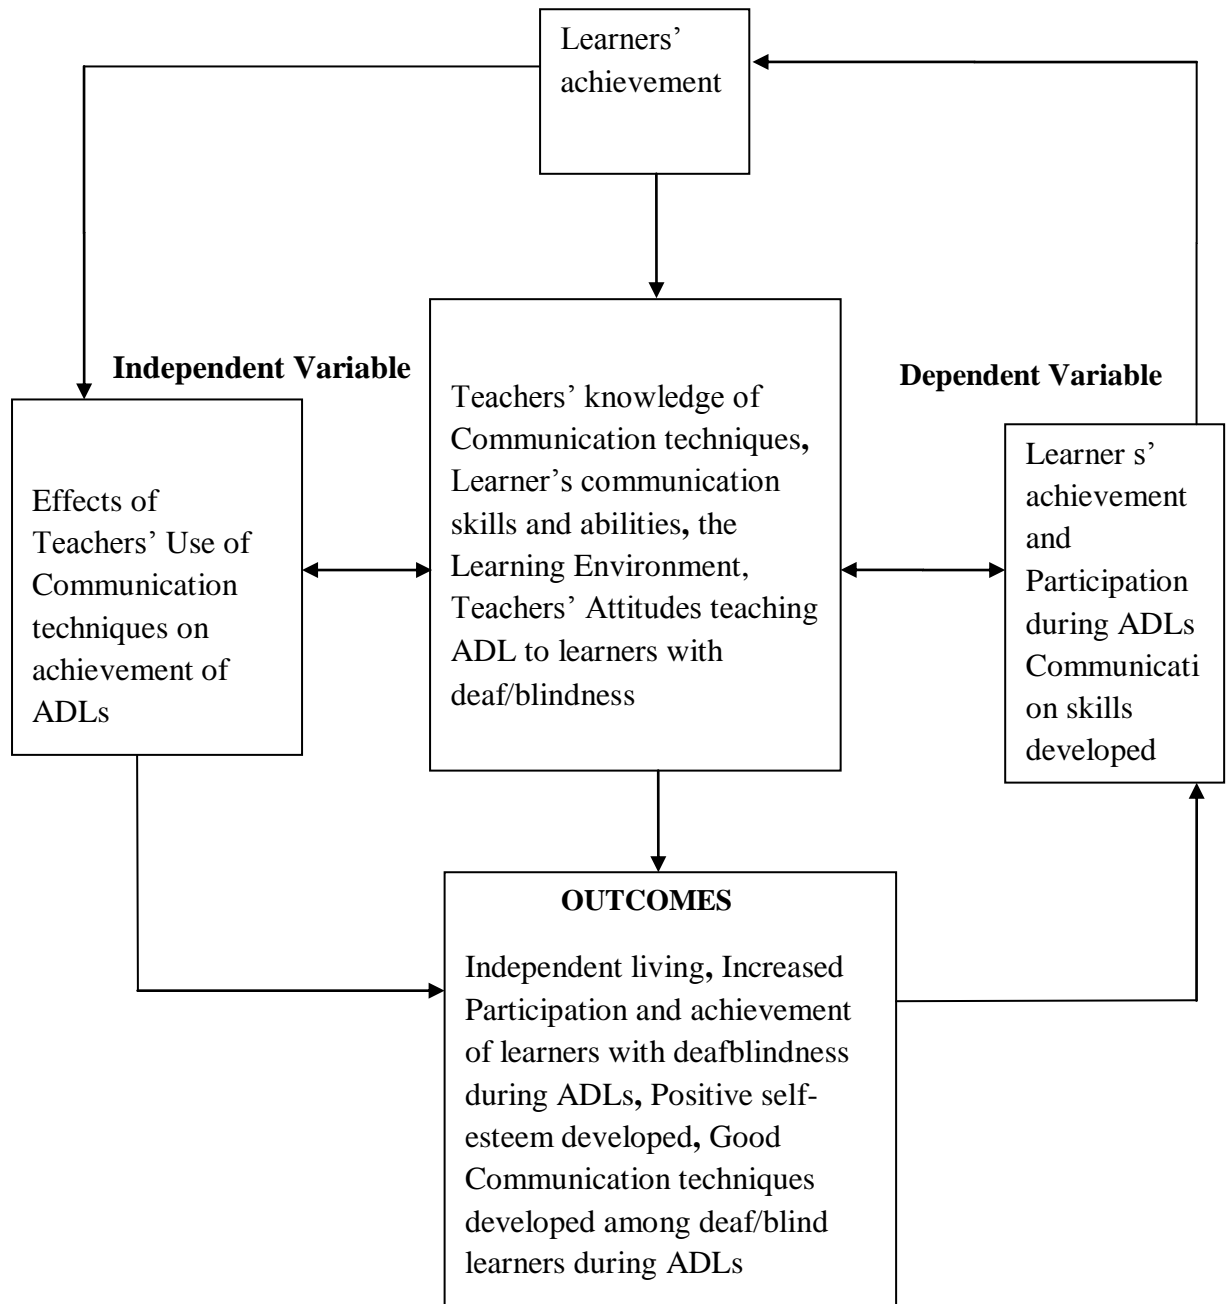 Learners’
achievement
Independent Variable
Dependent Variable
Effects of
Teachers’ Use of
Communication
techniques on
achievement of
ADLs
Teachers’ knowledge of
Communication techniques,
Learner’s communication
skills and abilities, the
Learning Environment,
Teachers’ Attitudes teaching
ADL to learners with
deaf/blindness
Learner s’
achievement
and
Participation
during ADLs
Communicati
on skills
developed
OUTCOMES
Independent living, Increased
Participation and achievement
of learners with deafblindness
during ADLs, Positive self-
esteem developed, Good
Communication techniques
developed among deaf/blind
learners during ADLs